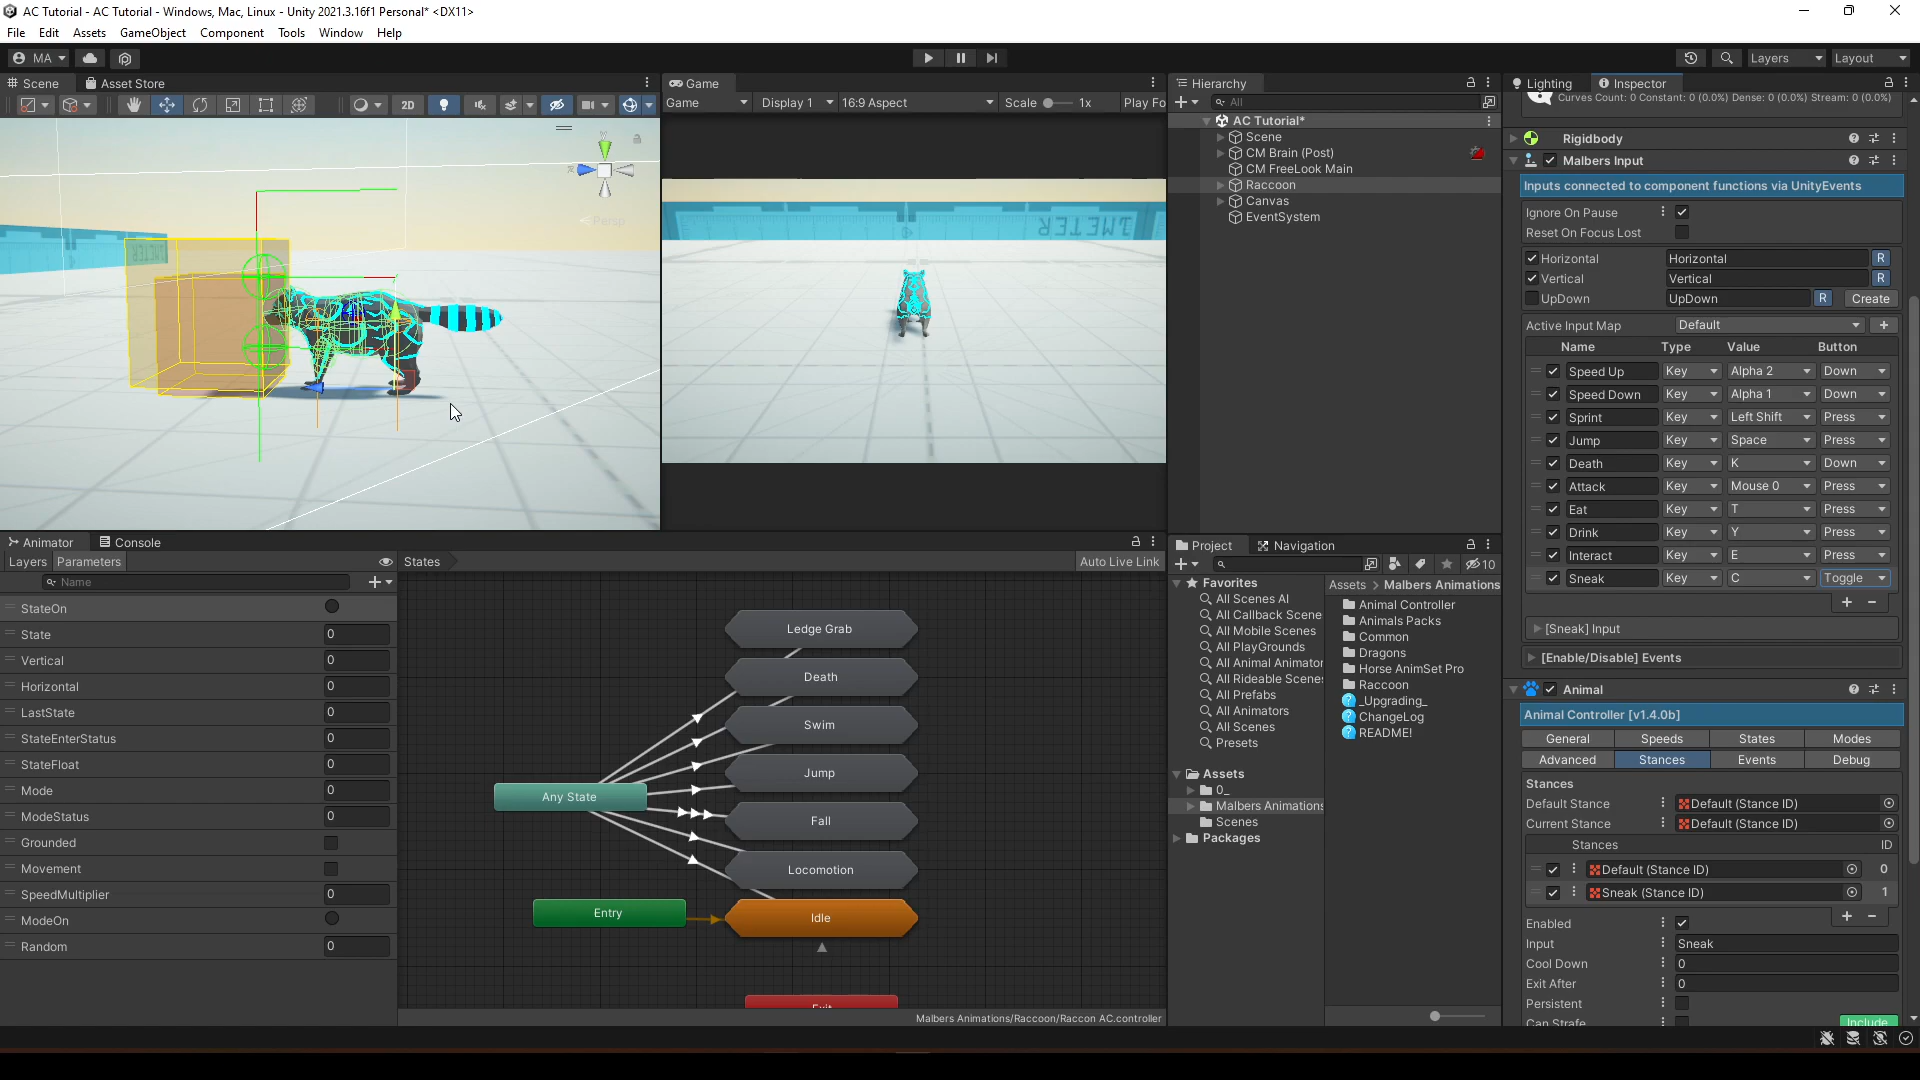 AC Tutorial - AC Tutorial - Windows, Mac, Linux - Unity 2021.3.16f1 Personal* <DX11>
File Edit Assets GameObject Component Tools Window Help
MA
Layers Layout
Scene Asset Store
2D
Persp
METER
Game
Game Display 1 16:9 Aspect Scale 1x Play Fo
Hierarchy
All
AC Tutorial*
Scene
CM Brain (Post)
CM FreeLook Main
Raccoon
Canvas
EventSystem
Animator Console
Layers Parameters
States
Auto Live Link
Name
StateOn
State 0
Vertical 0
Horizontal 0
LastState 0
StateEnterStatus 0
StateFloat 0
Mode 0
ModeStatus 0
Grounded
Movement
SpeedMultiplier 0
ModeOn
Random 0
Ledge Grab
Death
Swim
Jump
Any State
Fall
Locomotion
Entry
Idle
Exit
Malbers Animations/Raccoon/Raccon AC.controller
Project Navigation
10
Favorites
All Scenes AI
All Callback Scene
All Mobile Scenes
All PlayGrounds
All Animal Animator
All Rideable Scene
All Prefabs
All Animators
All Scenes
Presets
Assets
0_
Malbers Animations
Scenes
Packages
Assets > Malbers Animations
Animal Controller
Animals Packs
Common
Dragons
Horse AnimSet Pro
Raccoon
_Upgrading_
ChangeLog
README!
Lighting Inspector
Curves Count: 0 Constant: 0 (0.0%) Dense: 0 (0.0%) Stream: 0 (0.0%)
Rigidbody
Malbers Input
Inputs connected to component functions via UnityEvents
Ignore On Pause
Reset On Focus Lost
Horizontal Horizontal R
Vertical Vertical R
UpDown UpDown R Create
Active Input Map Default +
Name Type Value Button
Speed Up Key Alpha 2 Down
Speed Down Key Alpha 1 Down
Sprint Key Left Shift Press
Jump Key Space Press
Death Key K Down
Attack Key Mouse 0 Press
Eat Key T Press
Drink Key Y Press
Interact Key E Press
Sneak Key C Toggle
+ −
[Sneak] Input
[Enable/Disable] Events
Animal
Animal Controller [v1.4.0b]
General Speeds States Modes
Advanced Stances Events Debug
Stances
Default Stance Default (Stance ID)
Current Stance Default (Stance ID)
Stances ID
Default (Stance ID) 0
Sneak (Stance ID) 1
+ −
Enabled
Input Sneak
Cool Down 0
Exit After 0
Persistent
Can Strafe Include